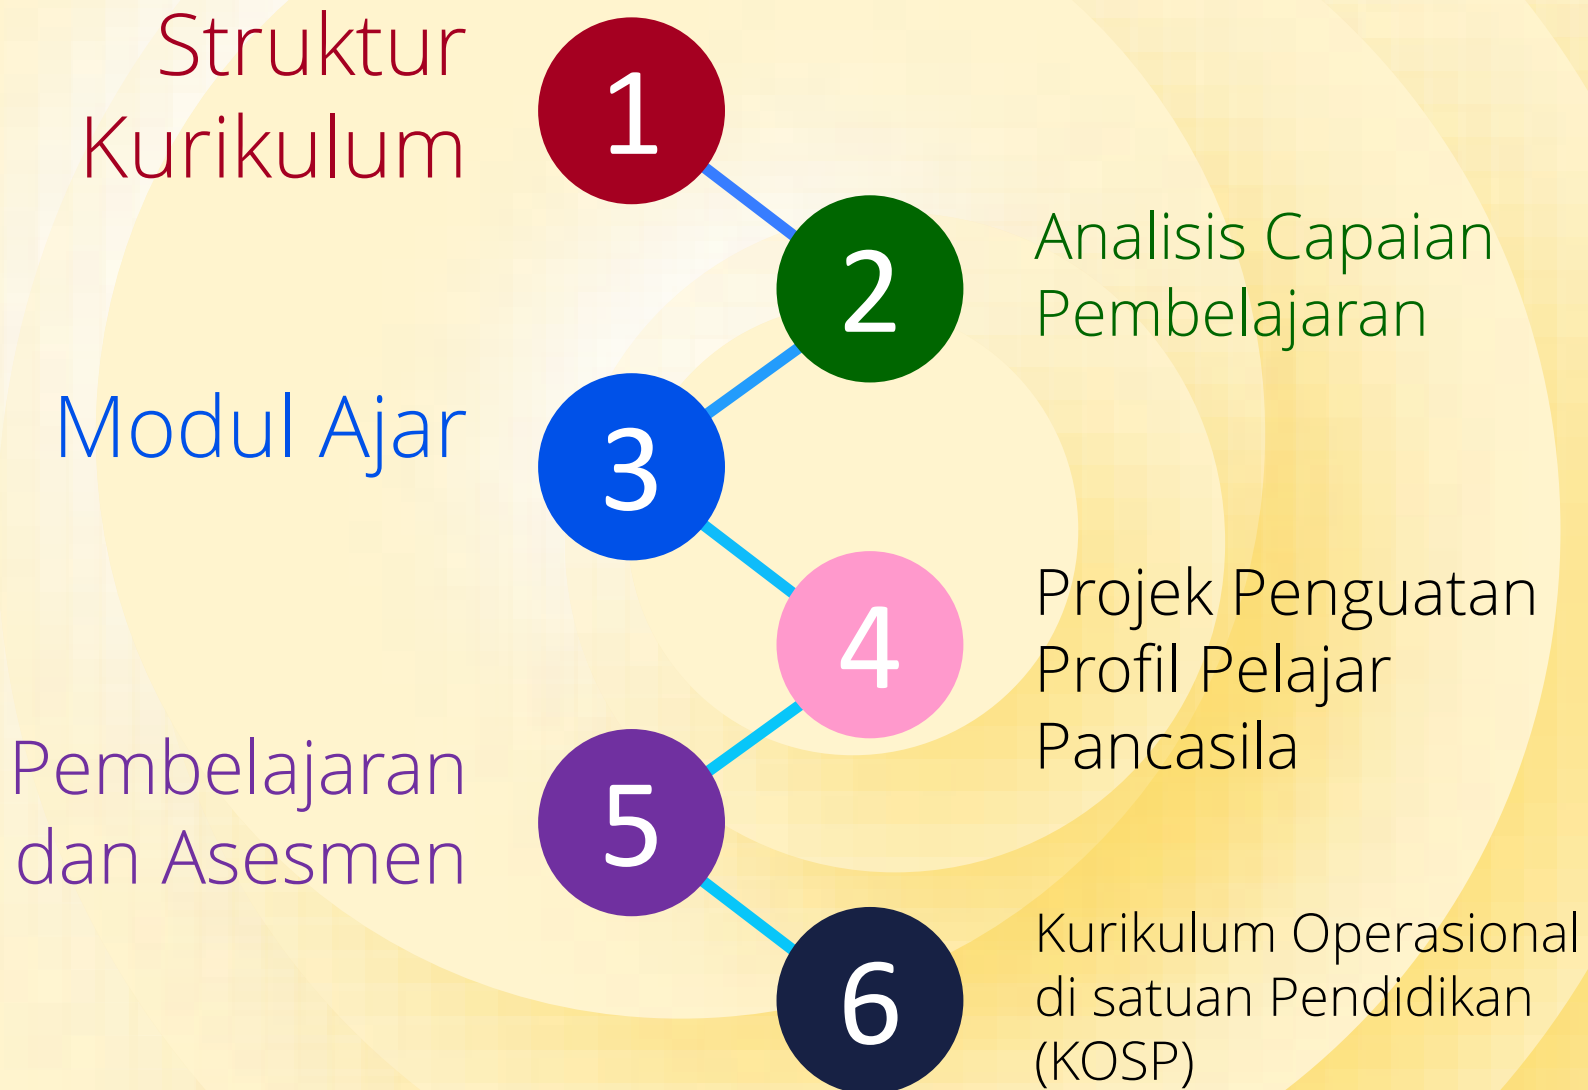 Struktur
Kurikulum
1
2
Analisis Capaian
Pembelajaran
Modul Ajar
3
4
Projek Penguatan
Profil Pelajar
Pancasila
Pembelajaran
dan Asesmen
5
6
Kurikulum Operasional
di satuan Pendidikan
(KOSP)